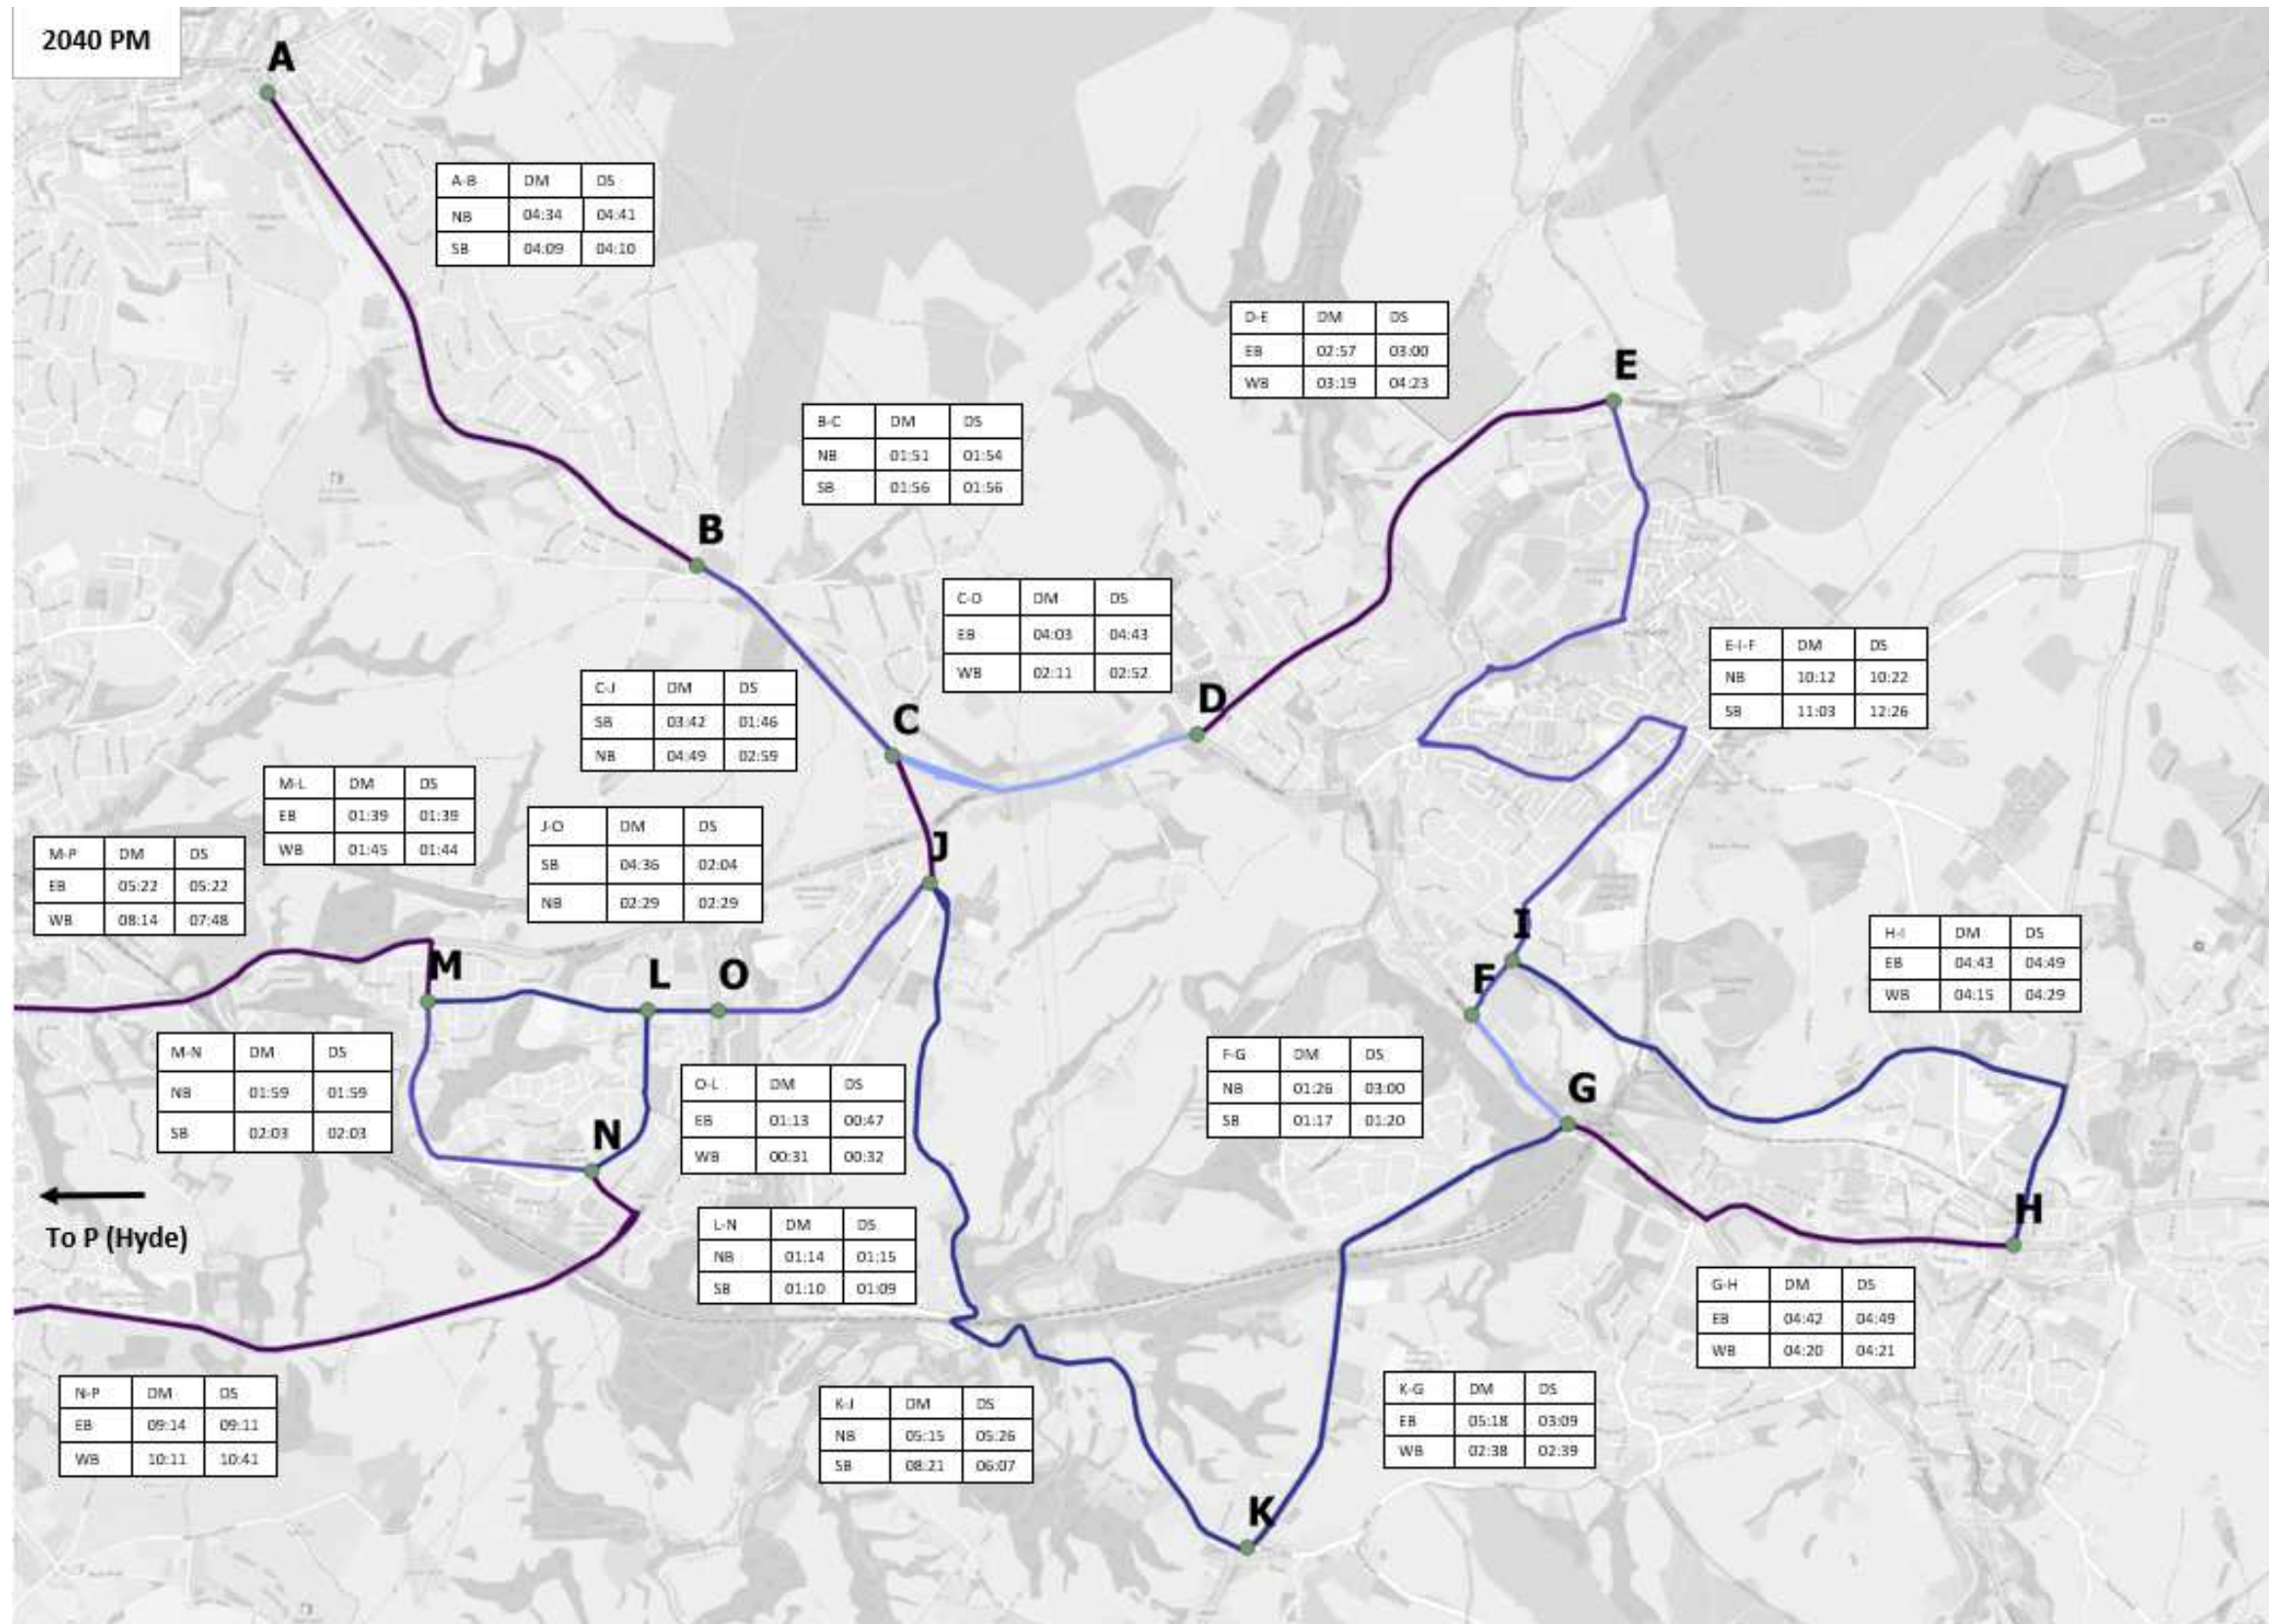 2040 PM
A
A-B DM DS
NB 04:34 04:41
SB 04:09 04:10
D-E DM DS
EB 02:57 03:00
WB 03:19 04:23
E
B-C DM DS
NB 01:51 01:54
SB 01:56 01:56
B
C-D DM DS
EB 04:03 04:43
WB 02:11 02:52
E-I-F DM DS
NB 10:12 10:22
SB 11:03 12:26
C-J DM DS
SB 03:42 01:46
NB 04:49 02:59
C
D
M-L DM DS
EB 01:39 01:39
WB 01:45 01:44
J-O DM DS
SB 04:36 02:04
NB 02:29 02:29
J
M-P DM DS
EB 05:22 05:22
WB 08:14 07:48
I
H-I DM DS
EB 04:43 04:49
WB 04:15 04:29
M
L
O
F
M-N DM DS
NB 01:59 01:59
SB 02:03 02:03
F-G DM DS
NB 01:26 03:00
SB 01:17 01:20
O-L DM DS
EB 01:13 00:47
WB 00:31 00:32
G
N
H
To P (Hyde)
L-N DM DS
NB 01:14 01:15
SB 01:10 01:09
G-H DM DS
EB 04:42 04:49
WB 04:20 04:21
N-P DM DS
EB 09:14 09:11
WB 10:11 10:41
K-J DM DS
NB 05:15 05:26
SB 08:21 06:07
K-G DM DS
EB 05:18 03:09
WB 02:38 02:39
K